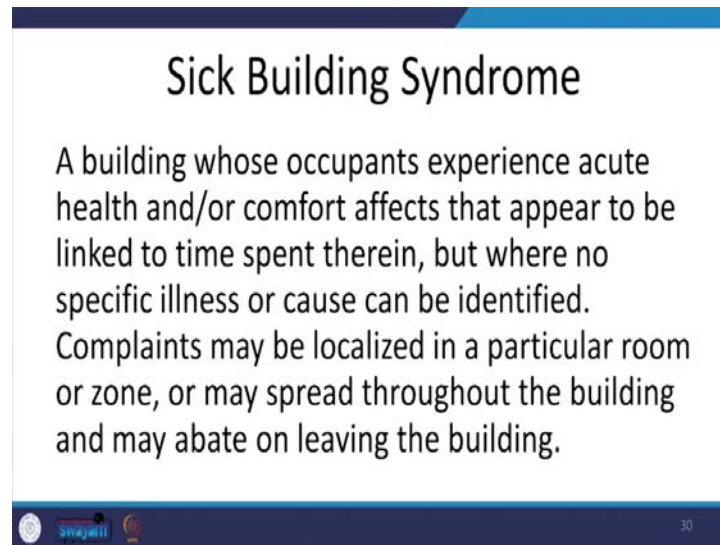 Sick Building Syndrome
A building whose occupants experience acute
health and/or comfort affects that appear to be
linked to time spent therein, but where no
specific illness or cause can be identified.
Complaints may be localized in a particular room
or zone, or may spread throughout the building
and may abate on leaving the building.
swayam
30